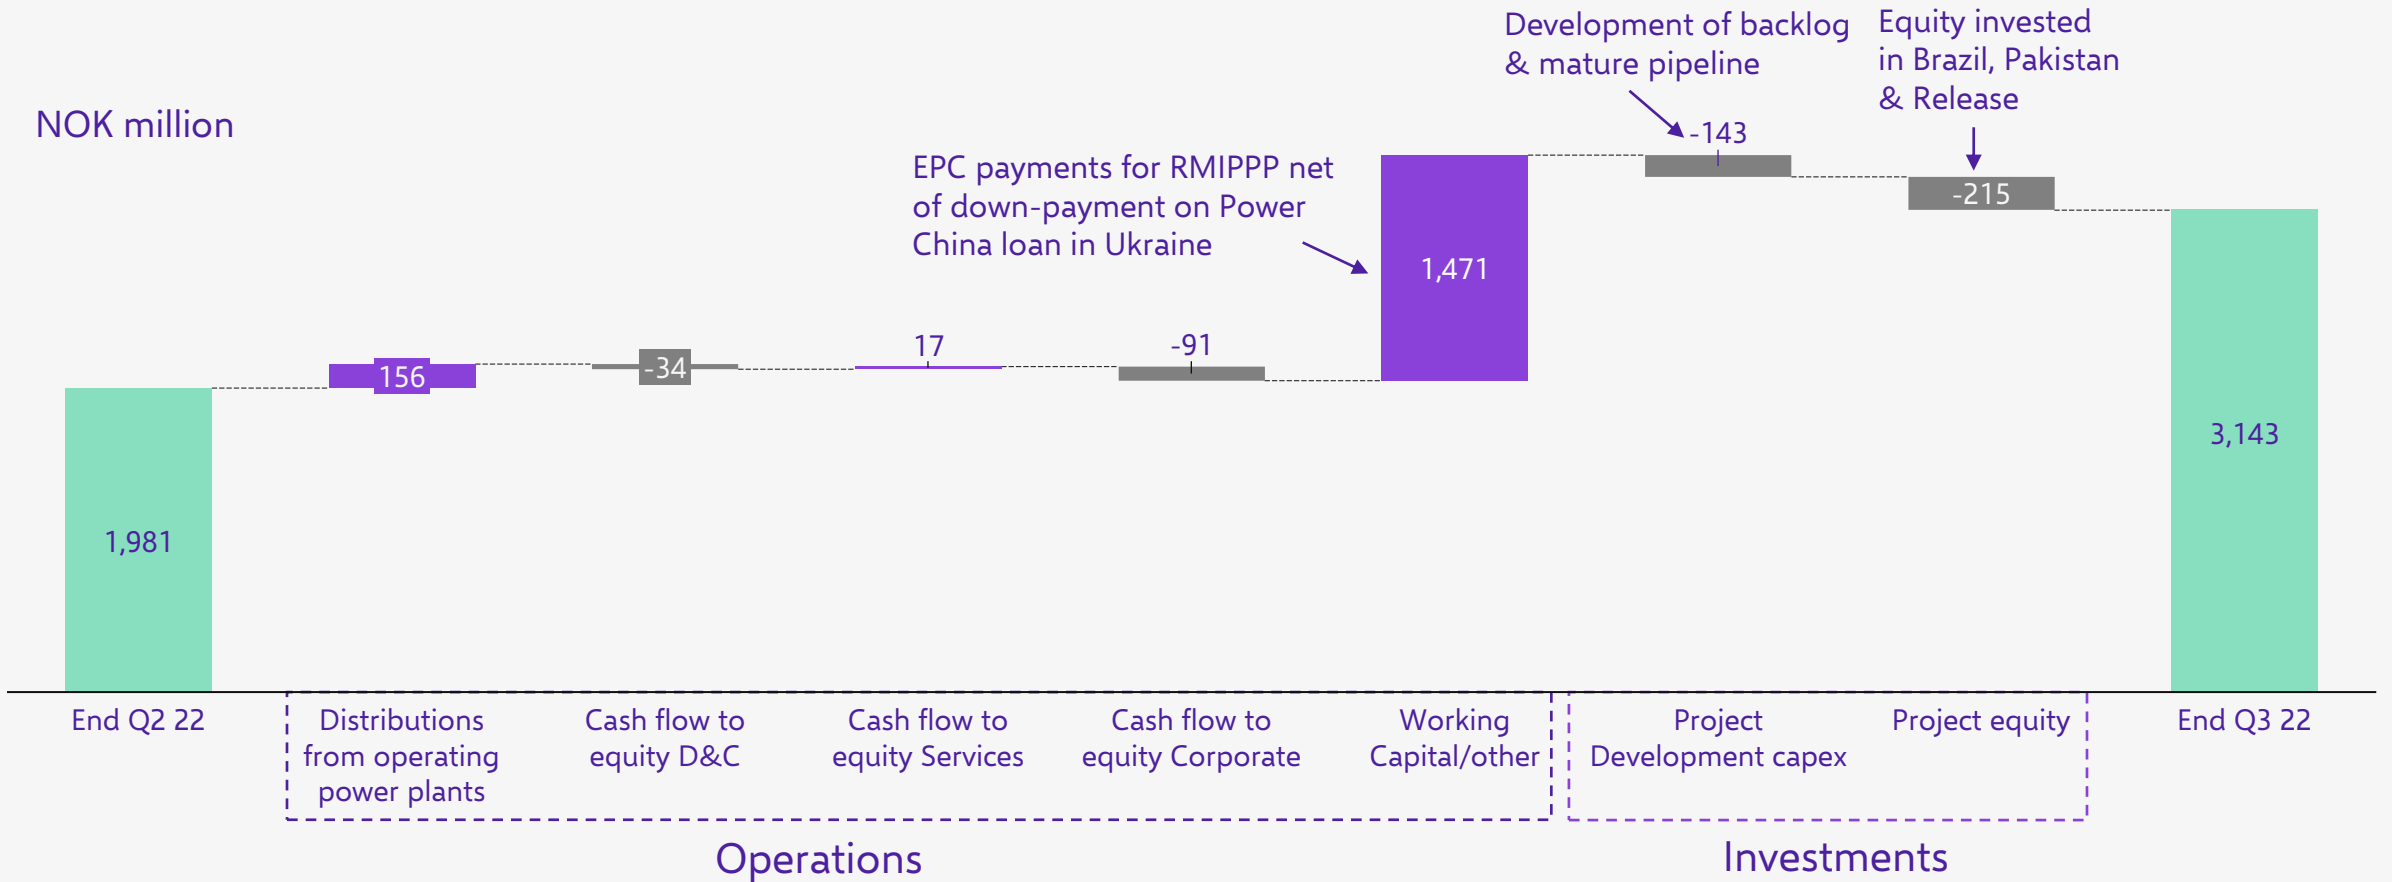 Development of backlog
& mature pipeline
Equity invested
in Brazil, Pakistan
& Release
NOK million
EPC payments for RMIPPP net
of down-payment on Power
China loan in Ukraine
1,981
156
-34
17
-91
1,471
-143
-215
3,143
End Q2 22
Distributions
from operating
power plants
Cash flow to
equity D&C
Cash flow to
equity Services
Cash flow to
equity Corporate
Working
Capital/other
Project
Development capex
Project equity
End Q3 22
Operations
Investments